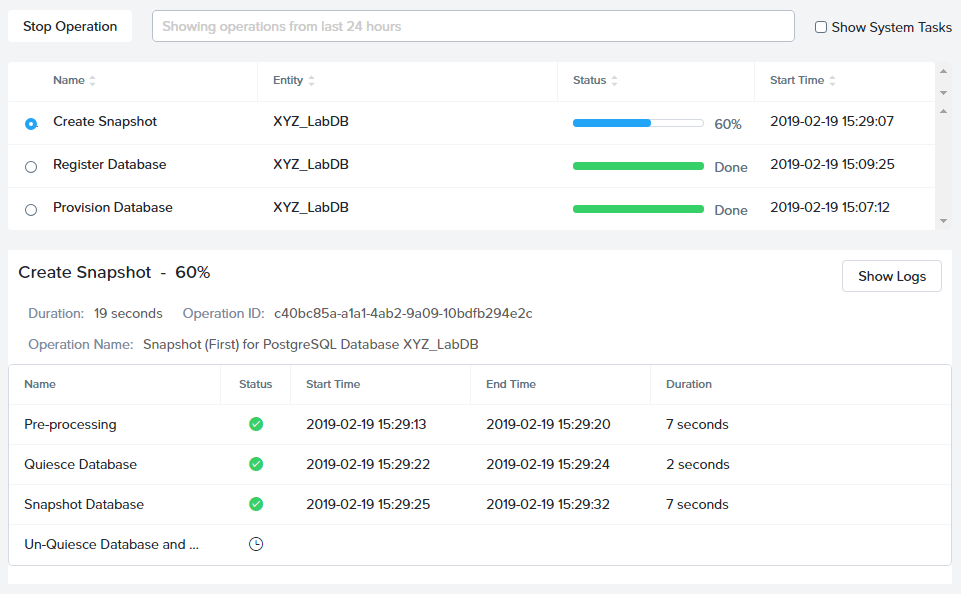 Stop Operation
Showing operations from last 24 hours
Show System Tasks
Name Entity Status Start Time
Create Snapshot XYZ_LabDB 60% 2019-02-19 15:29:07
Register Database XYZ_LabDB Done 2019-02-19 15:09:25
Provision Database XYZ_LabDB Done 2019-02-19 15:07:12
Create Snapshot - 60%
Show Logs
Duration: 19 seconds Operation ID: c40bc85a-a1a1-4ab2-9a09-10bdfb294e2c
Operation Name: Snapshot (First) for PostgreSQL Database XYZ_LabDB
Name Status Start Time End Time Duration
Pre-processing 2019-02-19 15:29:13 2019-02-19 15:29:20 7 seconds
Quiesce Database 2019-02-19 15:29:22 2019-02-19 15:29:24 2 seconds
Snapshot Database 2019-02-19 15:29:25 2019-02-19 15:29:32 7 seconds
Un-Quiesce Database and ...